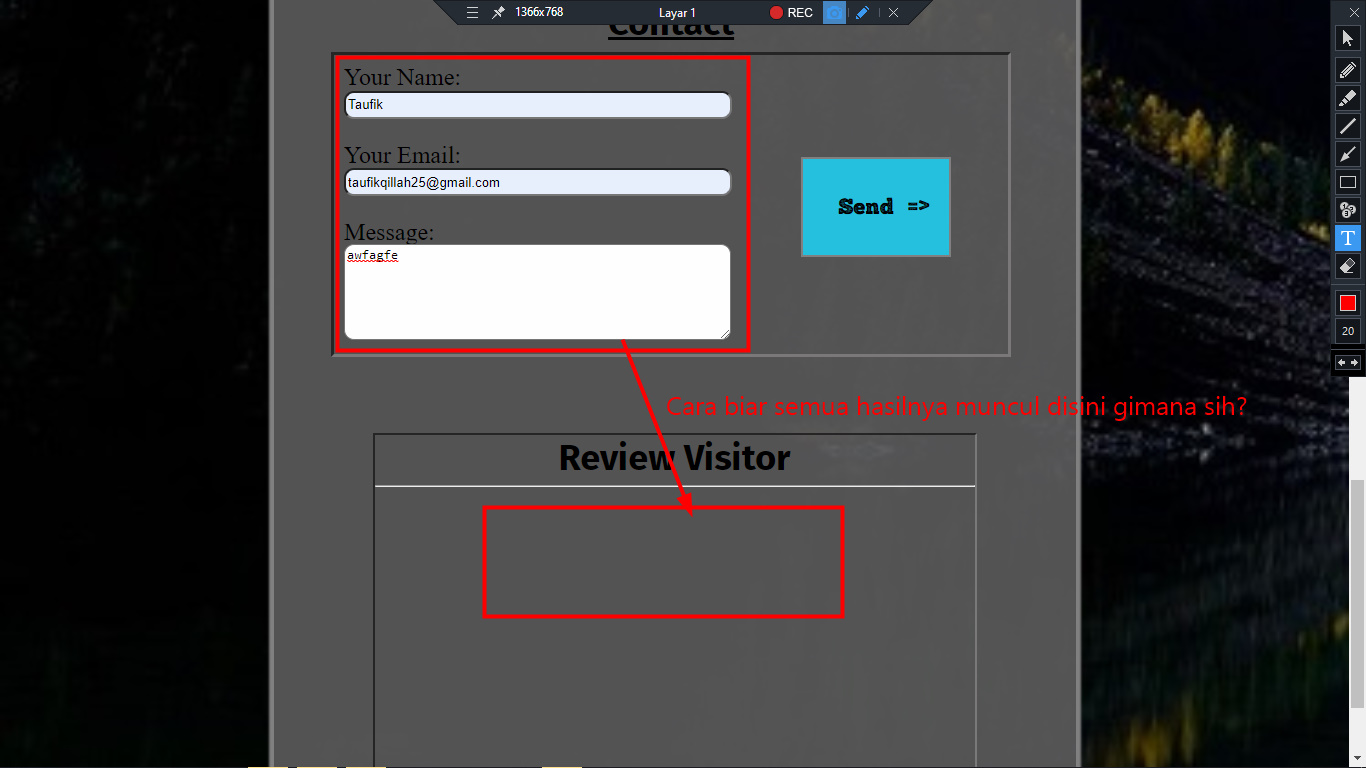 1366x768 Layar 1 REC
Contact
Your Name:
Taufik
Your Email:
taufikqillah25@gmail.com
Message:
awfagfe
Send =>
T
20
Cara biar semua hasilnya muncul disini gimana sih?
Review Visitor